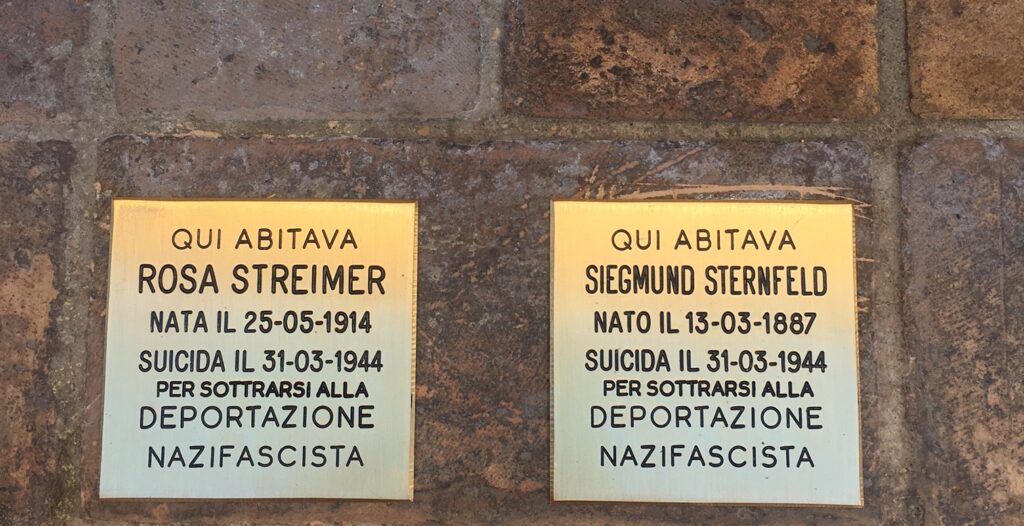 QUI ABITAVA
ROSA STREIMER
NATA IL 25-05-1914
SUICIDA IL 31-03-1944
PER SOTTRARSI ALLA
DEPORTAZIONE
NAZIFASCISTA
QUI ABITAVA
SIEGMUND STERNFELD
NATO IL 13-03-1887
SUICIDA IL 31-03-1944
PER SOTTRARSI ALLA
DEPORTAZIONE
NAZIFASCISTA